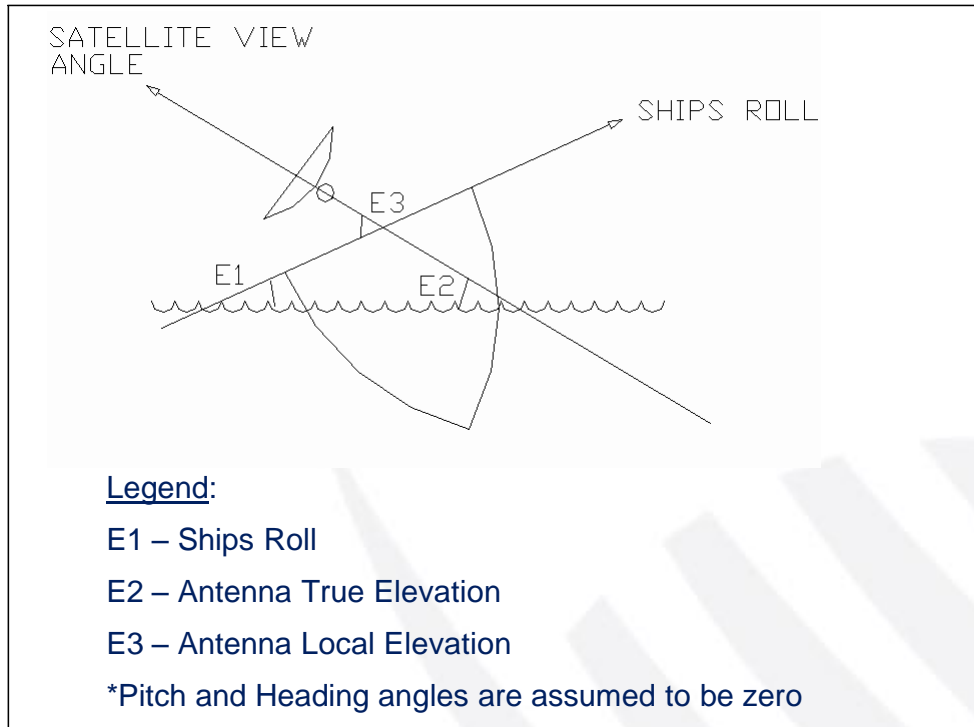 SATELLITE VIEW
ANGLE
SHIPS ROLL
E3
E1
E2
Legend:
E1 – Ships Roll
E2 – Antenna True Elevation
E3 – Antenna Local Elevation
*Pitch and Heading angles are assumed to be zero